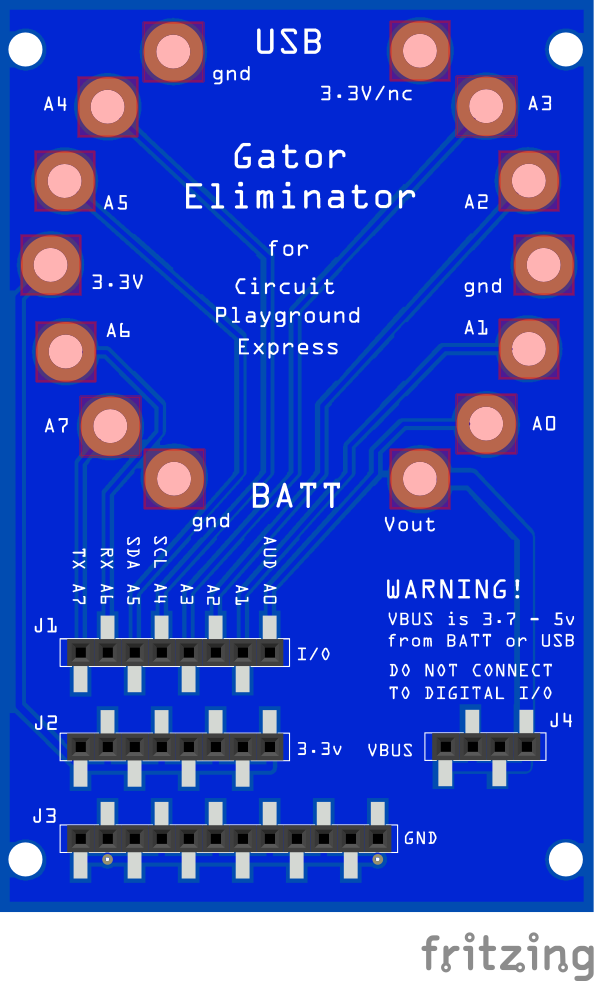 USB
gnd
3.3V/nc
A4
A3
Gator
Eliminator
A5
A2
for
3.3V
gnd
Circuit
Playground
Express
A6
A1
A7
A0
BATT
gnd
Vout
TX A7
RX A6
SDA A5
SCL A4
A3
A2
A1
AUD A0
WARNING!
VBUS is 3.7 - 5v
from BATT or USB
DO NOT CONNECT
TO DIGITAL I/O
J1
I/O
J2
3.3v
VBUS
J4
J3
GND
fritzing